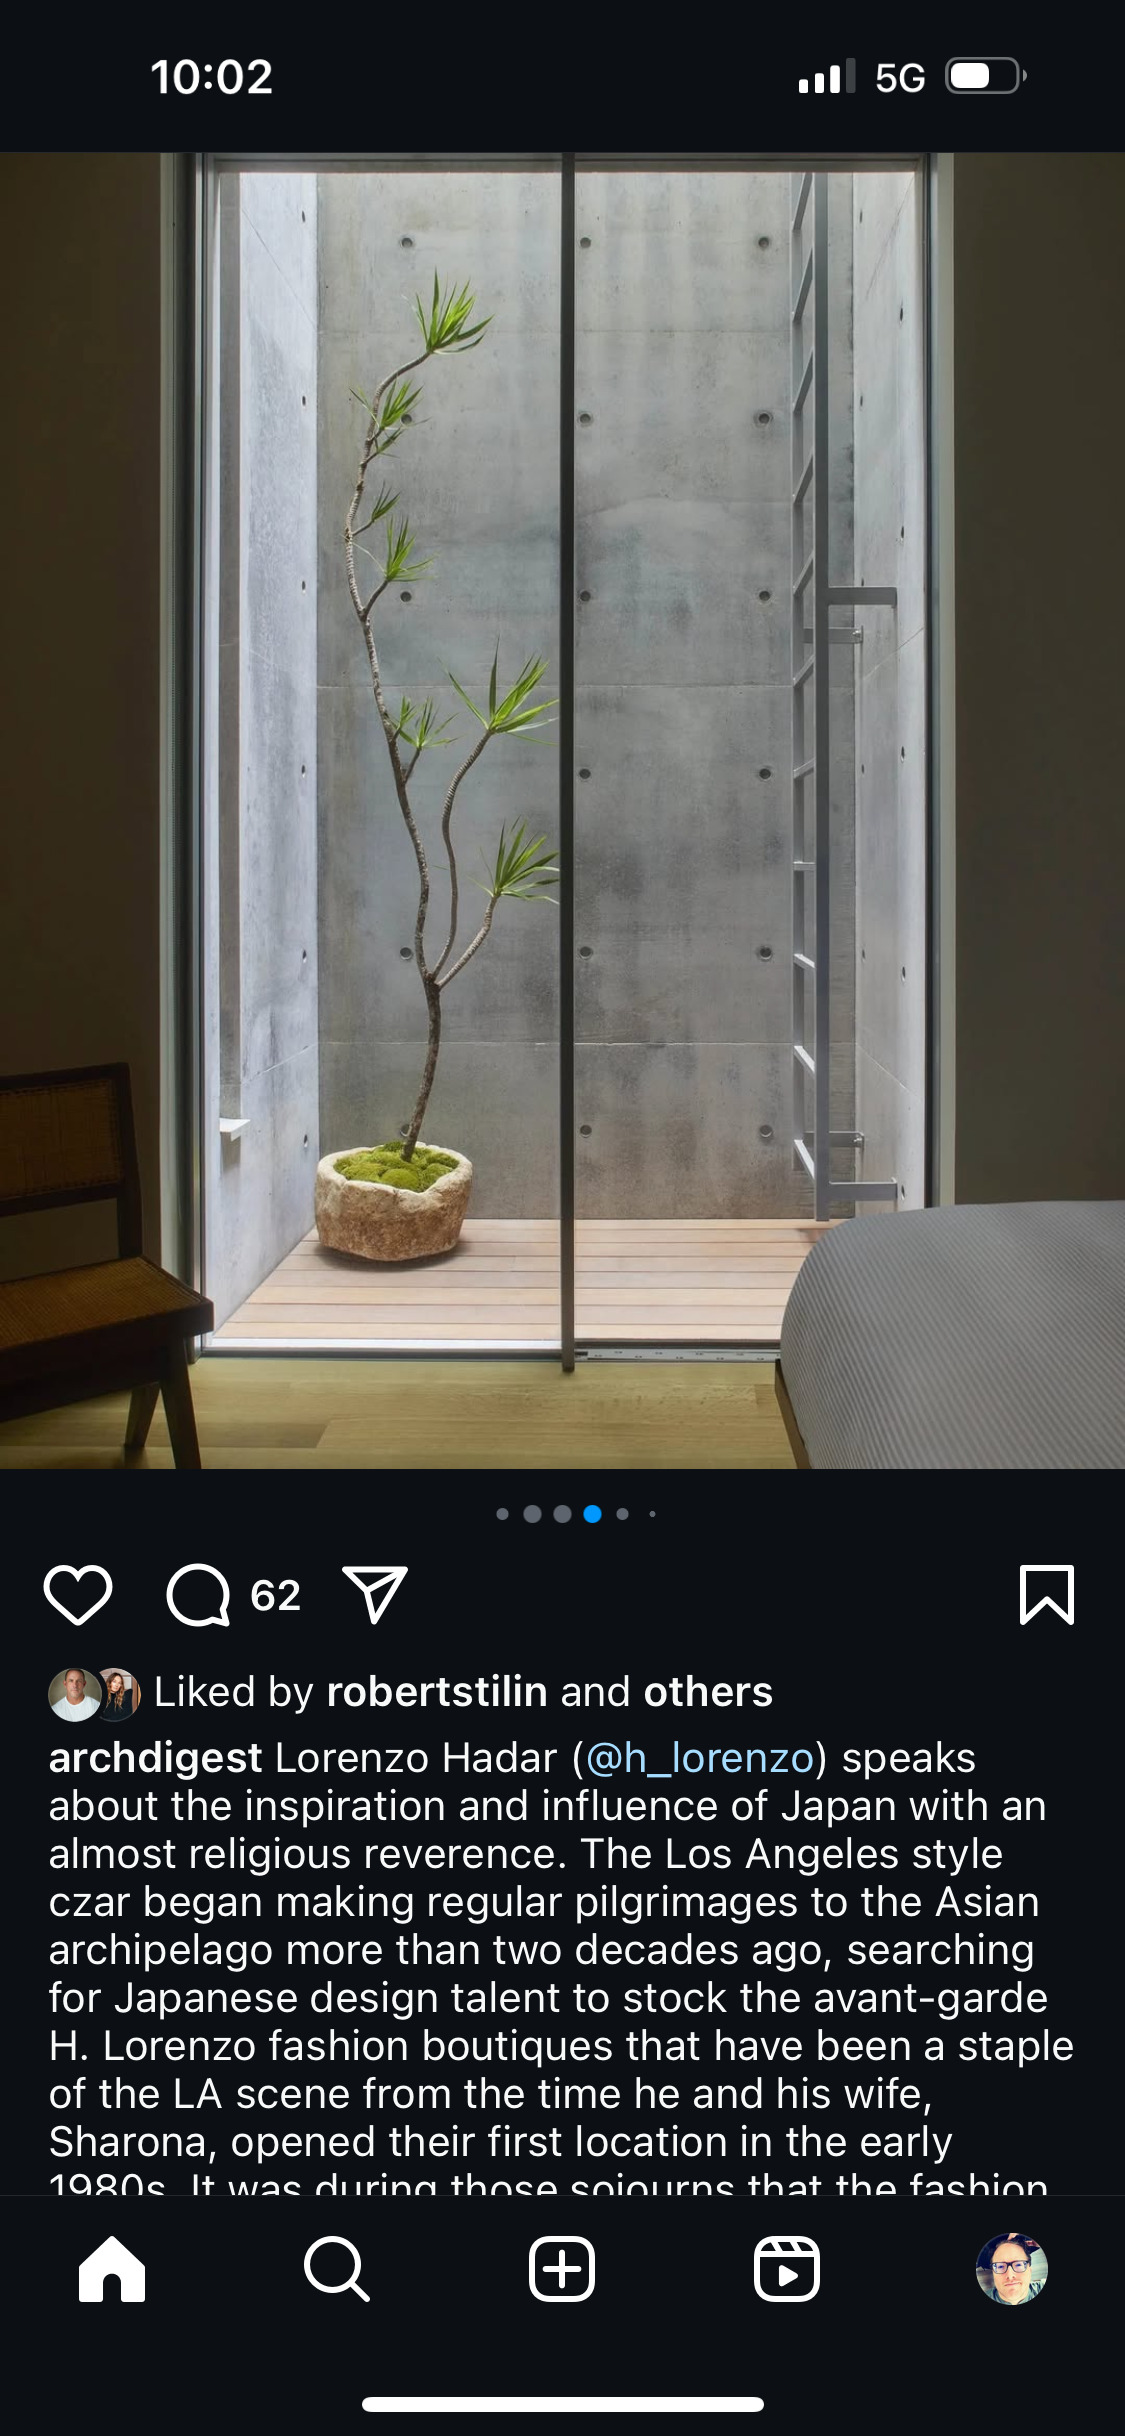 10:02
5G
62
Liked by robertstilin and others
archdigest Lorenzo Hadar (@h_lorenzo) speaks
about the inspiration and influence of Japan with an
almost religious reverence. The Los Angeles style
czar began making regular pilgrimages to the Asian
archipelago more than two decades ago, searching
for Japanese design talent to stock the avant-garde
H. Lorenzo fashion boutiques that have been a staple
of the LA scene from the time he and his wife,
Sharona, opened their first location in the early
1980s. It was during those sojourns that the fashion